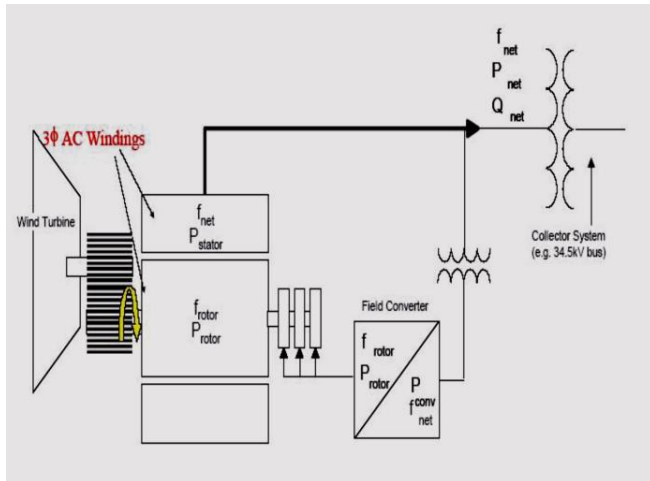 f net
P net
Q net
3ϕ AC Windings
Wind Turbine
f net
P stator
Collector System
(e.g. 34.5kV bus)
f rotor
P rotor
Field Converter
f rotor
P rotor
P conv
f net